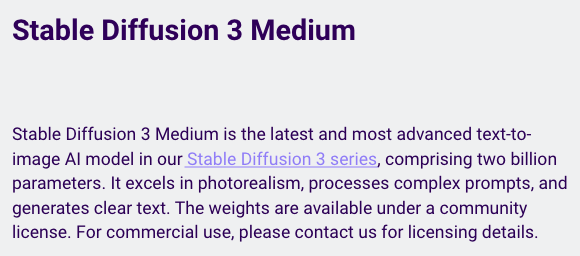 Stable Diffusion 3 Medium
Stable Diffusion 3 Medium is the latest and most advanced text-to-
image AI model in our Stable Diffusion 3 series, comprising two billion
parameters. It excels in photorealism, processes complex prompts, and
generates clear text. The weights are available under a community
license. For commercial use, please contact us for licensing details.